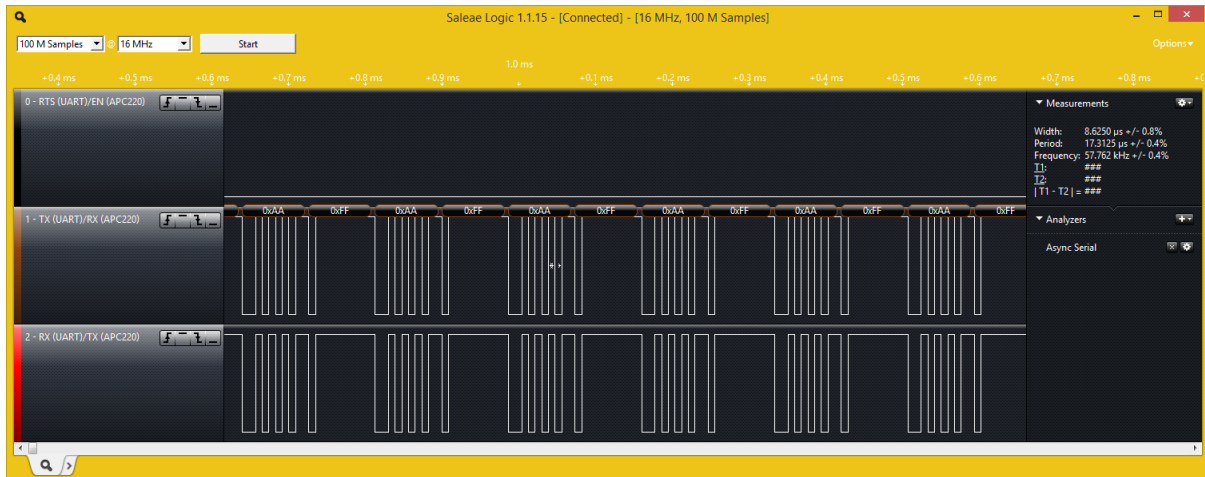 Saleae Logic 1.1.15 - [Connected] - [16 MHz, 100 M Samples]
100 M Samples @ 16 MHz Start Options
1.0 ms
+0.4 ms +0.5 ms +0.6 ms +0.7 ms +0.8 ms +0.9 ms +0.1 ms +0.2 ms +0.3 ms +0.4 ms +0.5 ms +0.6 ms +0.7 ms +0.8 ms
0 - RTS (UART)/EN (APC220)
Measurements
Width: 8.6250 µs +/- 0.8%
Period: 17.3125 µs +/- 0.4%
Frequency: 57.762 kHz +/- 0.4%
T1: ###
T2: ###
| T1 - T2 | = ###
0xAA 0xFF 0xAA 0xFF 0xAA 0xFF 0xAA 0xFF 0xAA 0xFF 0xAA 0xFF
1 - TX (UART)/RX (APC220)
Analyzers
Async Serial
2 - RX (UART)/TX (APC220)